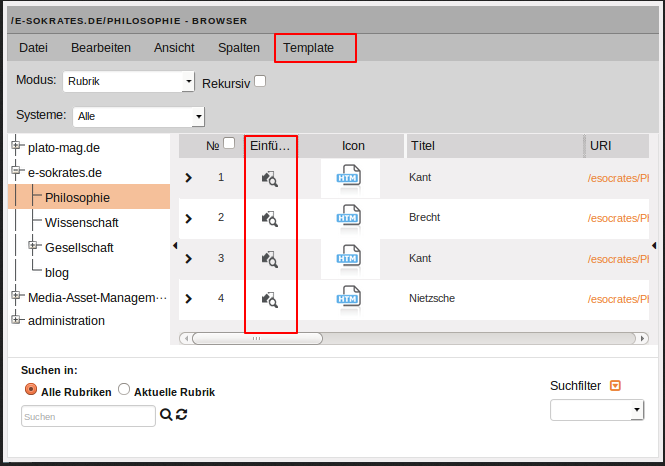 /E-SOKRATES.DE/PHILOSOPHIE - BROWSER
Datei Bearbeiten Ansicht Spalten Template
Modus: Rubrik Rekursiv
Systeme: Alle
plato-mag.de
e-sokrates.de
Philosophie
Wissenschaft
Gesellschaft
blog
Media-Asset-Managem···
administration
№ Einfü... Icon Titel URI
1 HTM Kant /esocrates/Pl
2 HTM Brecht /esocrates/Pl
3 HTM Kant /esocrates/Pl
4 HTM Nietzsche /esocrates/Pl
Suchen in:
Alle Rubriken Aktuelle Rubrik
Suchen
Suchfilter